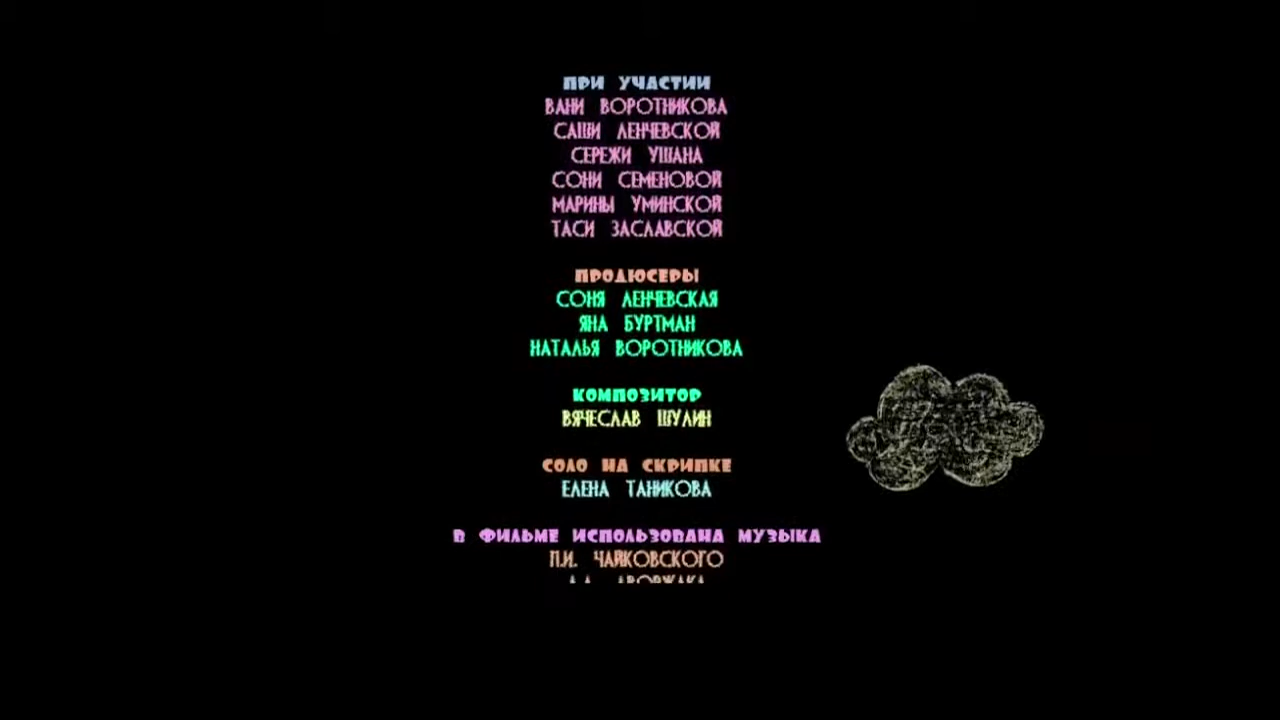 ПРИ УЧАСТИИ
ВАНИ ВОРОТНИКОВА
САШИ ЛЕНЧЕВСКОЙ
СЕРЕЖИ УШАНА
СОНИ СЕМЕНОВОЙ
МАРИНЫ УМИНСКОЙ
ТАСИ ЗАСЛАВСКОЙ
ПРОДЮСЕРЫ
СОНЯ ЛЕНЧЕВСКАЯ
ЯНА БУРТМАН
НАТАЛЬЯ ВОРОТНИКОВА
КОМПОЗИТОР
ВЯЧЕСЛАВ ШУЛИН
СОЛО НА СКРИПКЕ
ЕЛЕНА ТАНИКОВА
В ФИЛЬМЕ ИСПОЛЬЗОВАНА МУЗЫКА
П.И. ЧАЙКОВСКОГО